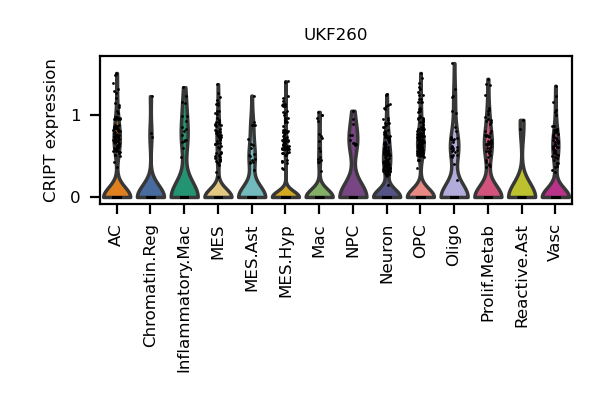 UKF260
CRIPT expression
1
0
AC
Chromatin.Reg
Inflammatory.Mac
MES
MES.Ast
MES.Hyp
Mac
NPC
Neuron
OPC
Oligo
Prolif.Metab
Reactive.Ast
Vasc